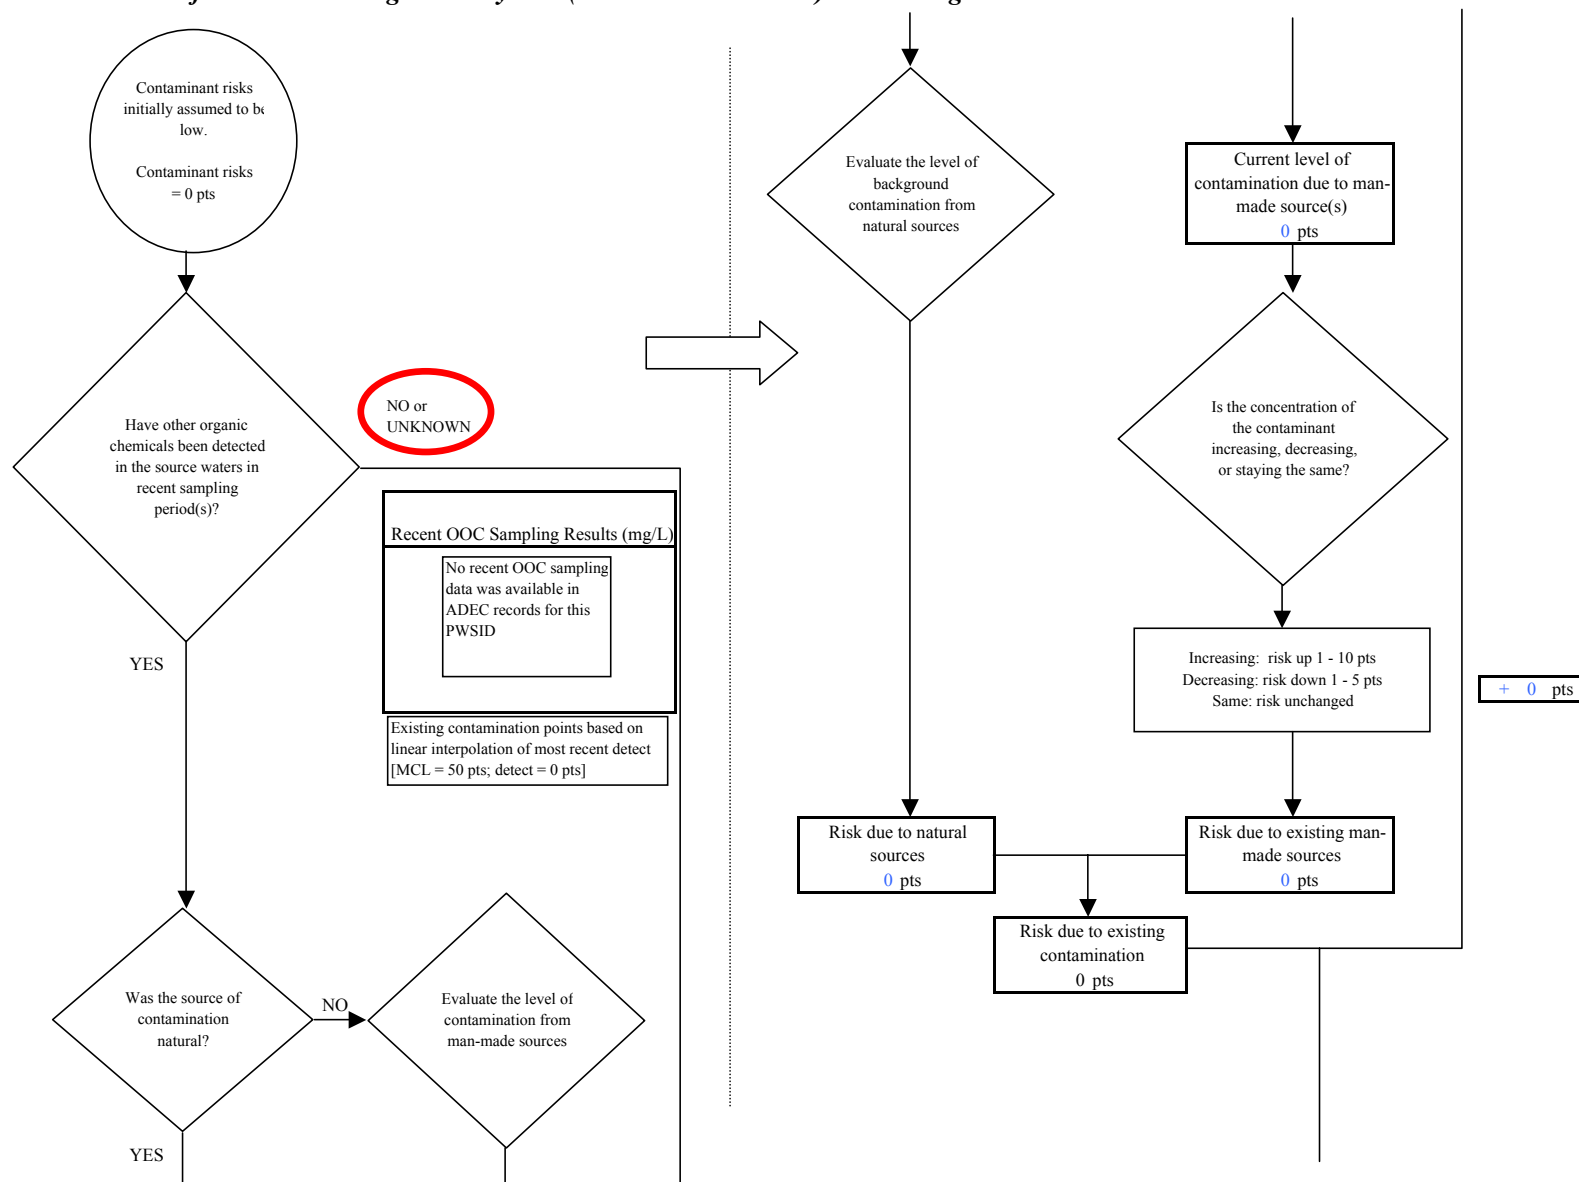 Contaminant risks
initially assumed to be
low.
Contaminant risks
= 0 pts
Have other organic
chemicals been detected
in the source waters in
recent sampling
period(s)?
NO or
UNKNOWN
Recent OOC Sampling Results (mg/L)
No recent OOC sampling
data was available in
ADEC records for this
PWSID
YES
Existing contamination points based on
linear interpolation of most recent detect
[MCL = 50 pts; detect = 0 pts]
Was the source of
contamination
natural?
NO
Evaluate the level of
contamination from
man-made sources
YES
Evaluate the level of
background
contamination from
natural sources
Current level of
contamination due to man-
made source(s)
0 pts
Is the concentration of
the contaminant
increasing, decreasing,
or staying the same?
Increasing: risk up 1 - 10 pts
Decreasing: risk down 1 - 5 pts
Same: risk unchanged
+ 0 pts
Risk due to natural
sources
0 pts
Risk due to existing man-
made sources
0 pts
Risk due to existing
contamination
0 pts